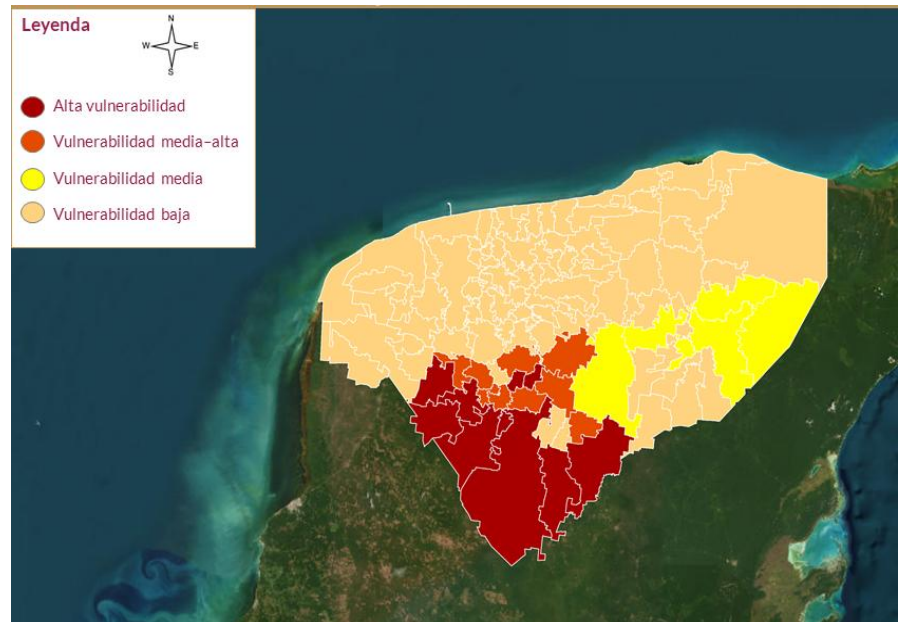 Leyenda
N
W E
S
Alta vulnerabilidad
Vulnerabilidad media-alta
Vulnerabilidad media
Vulnerabilidad baja